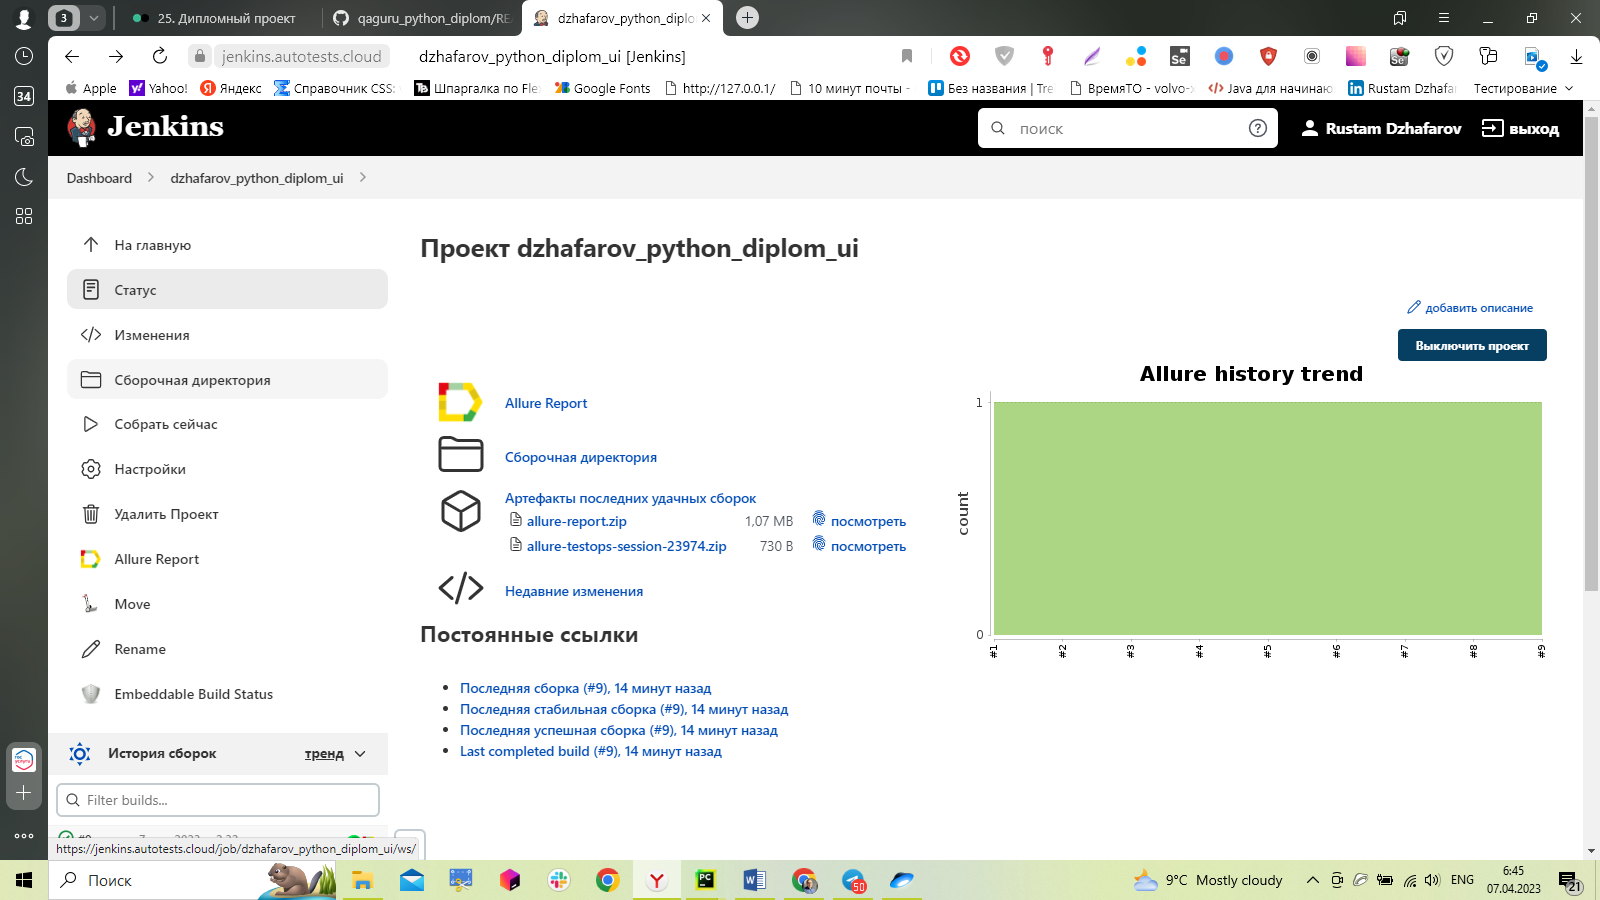 3
25. Дипломный проект
qaguru_python_diplom/RE
dzhafarov_python_diplo
jenkins.autotests.cloud
dzhafarov_python_diplom_ui [Jenkins]
Apple
Yahoo!
Яндекс
Справочник CSS:
Шпаргалка по Fle
Google Fonts
http://127.0.0.1/
10 минут почты -
Без названия | Tre
ВремяТО - volvo-
Java для начинаю
Rustam Dzhafar
Тестирование
34
Jenkins
поиск
Rustam Dzhafarov
выход
Dashboard
dzhafarov_python_diplom_ui
На главную
Статус
Изменения
Сборочная директория
Собрать сейчас
Настройки
Удалить Проект
Allure Report
Move
Rename
Embeddable Build Status
История сборок
тренд
Filter builds...
https://jenkins.autotests.cloud/job/dzhafarov_python_diplom_ui/ws/
Проект dzhafarov_python_diplom_ui
добавить описание
Выключить проект
Allure Report
Сборочная директория
Артефакты последних удачных сборок
allure-report.zip 1,07 MB посмотреть
allure-testops-session-23974.zip 730 B посмотреть
Недавние изменения
Постоянные ссылки
Последняя сборка (#9), 14 минут назад
Последняя стабильная сборка (#9), 14 минут назад
Последняя успешная сборка (#9), 14 минут назад
Last completed build (#9), 14 минут назад
Allure history trend
count
1
0
#1 #2 #3 #4 #5 #6 #7 #8 #9
Поиск
50
9°C Mostly cloudy
ENG
6:45
07.04.2023
21